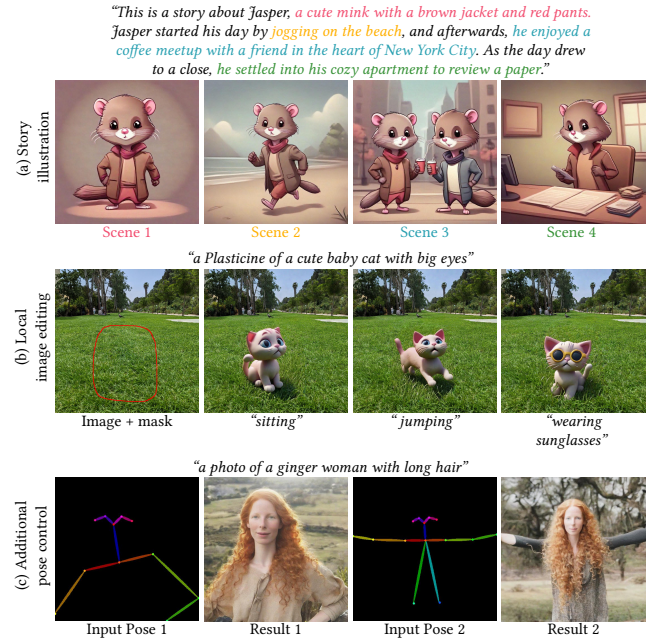 “This is a story about Jasper, a cute mink with a brown jacket and red pants.
Jasper started his day by jogging on the beach, and afterwards, he enjoyed a
coffee meetup with a friend in the heart of New York City. As the day drew
to a close, he settled into his cozy apartment to review a paper.”
(a) Story
illustration
Scene 1
Scene 2
Scene 3
Scene 4
“a Plasticine of a cute baby cat with big eyes”
(b) Local
image editing
Image + mask
“sitting”
“jumping”
“wearing
sunglasses”
“a photo of a ginger woman with long hair”
(c) Additional
pose control
Input Pose 1
Result 1
Input Pose 2
Result 2